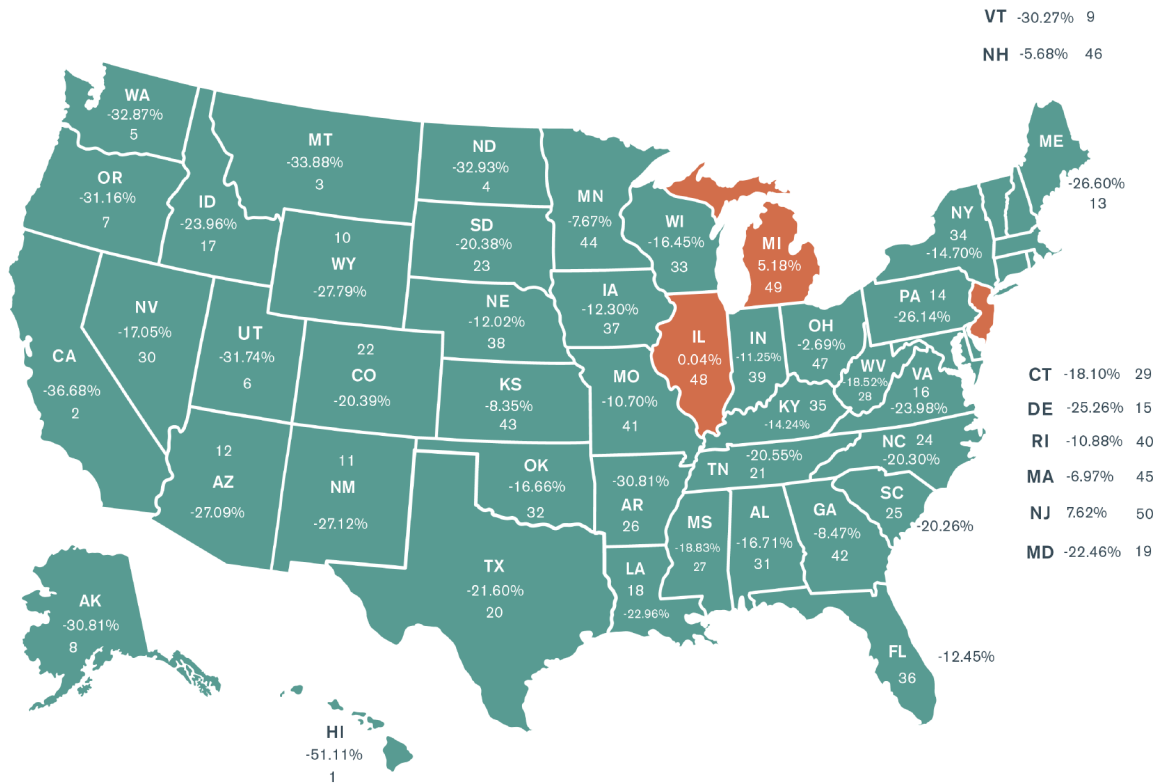 VT -30.27% 9
NH -5.68% 46
WA
-32.87%
5
OR
-31.16%
7
ID
-23.96%
17
MT
-33.88%
3
ND
-32.93%
4
SD
-20.38%
23
10
WY
-27.79%
MN
-7.67%
44
WI
-16.45%
33
MI
5.18%
49
ME
-26.60%
13
NY
34
-14.70%
PA 14
-26.14%
NV
-17.05%
30
CA
-36.68%
2
UT
-31.74%
6
22
CO
-20.39%
NE
-12.02%
38
IA
-12.30%
37
IL
0.04%
48
IN
-11.25%
39
OH
-2.69%
47
WV
-18.52%
28
VA
16
-23.98%
KS
-8.35%
43
MO
-10.70%
41
KY 35
-14.24%
CT -18.10% 29
DE -25.26% 15
RI -10.88% 40
MA -6.97% 45
NJ 7.62% 50
MD -22.46% 19
12
AZ
-27.09%
11
NM
-27.12%
OK
-16.66%
32
-30.81%
AR
26
-20.55%
TN 21
NC 24
-20.30%
SC
25
-20.26%
MS
-18.83%
27
AL
-16.71%
31
GA
-8.47%
42
TX
-21.60%
20
LA
18
-22.96%
FL
36
-12.45%
AK
-30.81%
8
HI
-51.11%
1